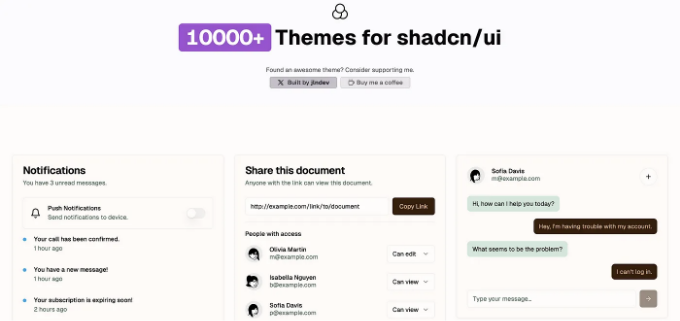 10000+ Themes for shadcn/ui
Found an awesome theme? Consider supporting me.
Built by jlndev
Buy me a coffee
Notifications
You have 3 unread messages.
Push Notifications
Send notifications to device.
Your call has been confirmed.
1 hour ago
You have a new message!
1 hour ago
Your subscription is expiring soon!
2 hours ago
Share this document
Anyone with the link can view this document.
http://example.com/link/to/document
Copy Link
People with access
Olivia Martin
m@example.com
Can edit
Isabella Nguyen
b@example.com
Can view
Sofia Davis
p@example.com
Can view
Sofia Davis
m@example.com
Hi, how can I help you today?
Hey, I'm having trouble with my account.
What seems to be the problem?
I can't log in.
Type your message...